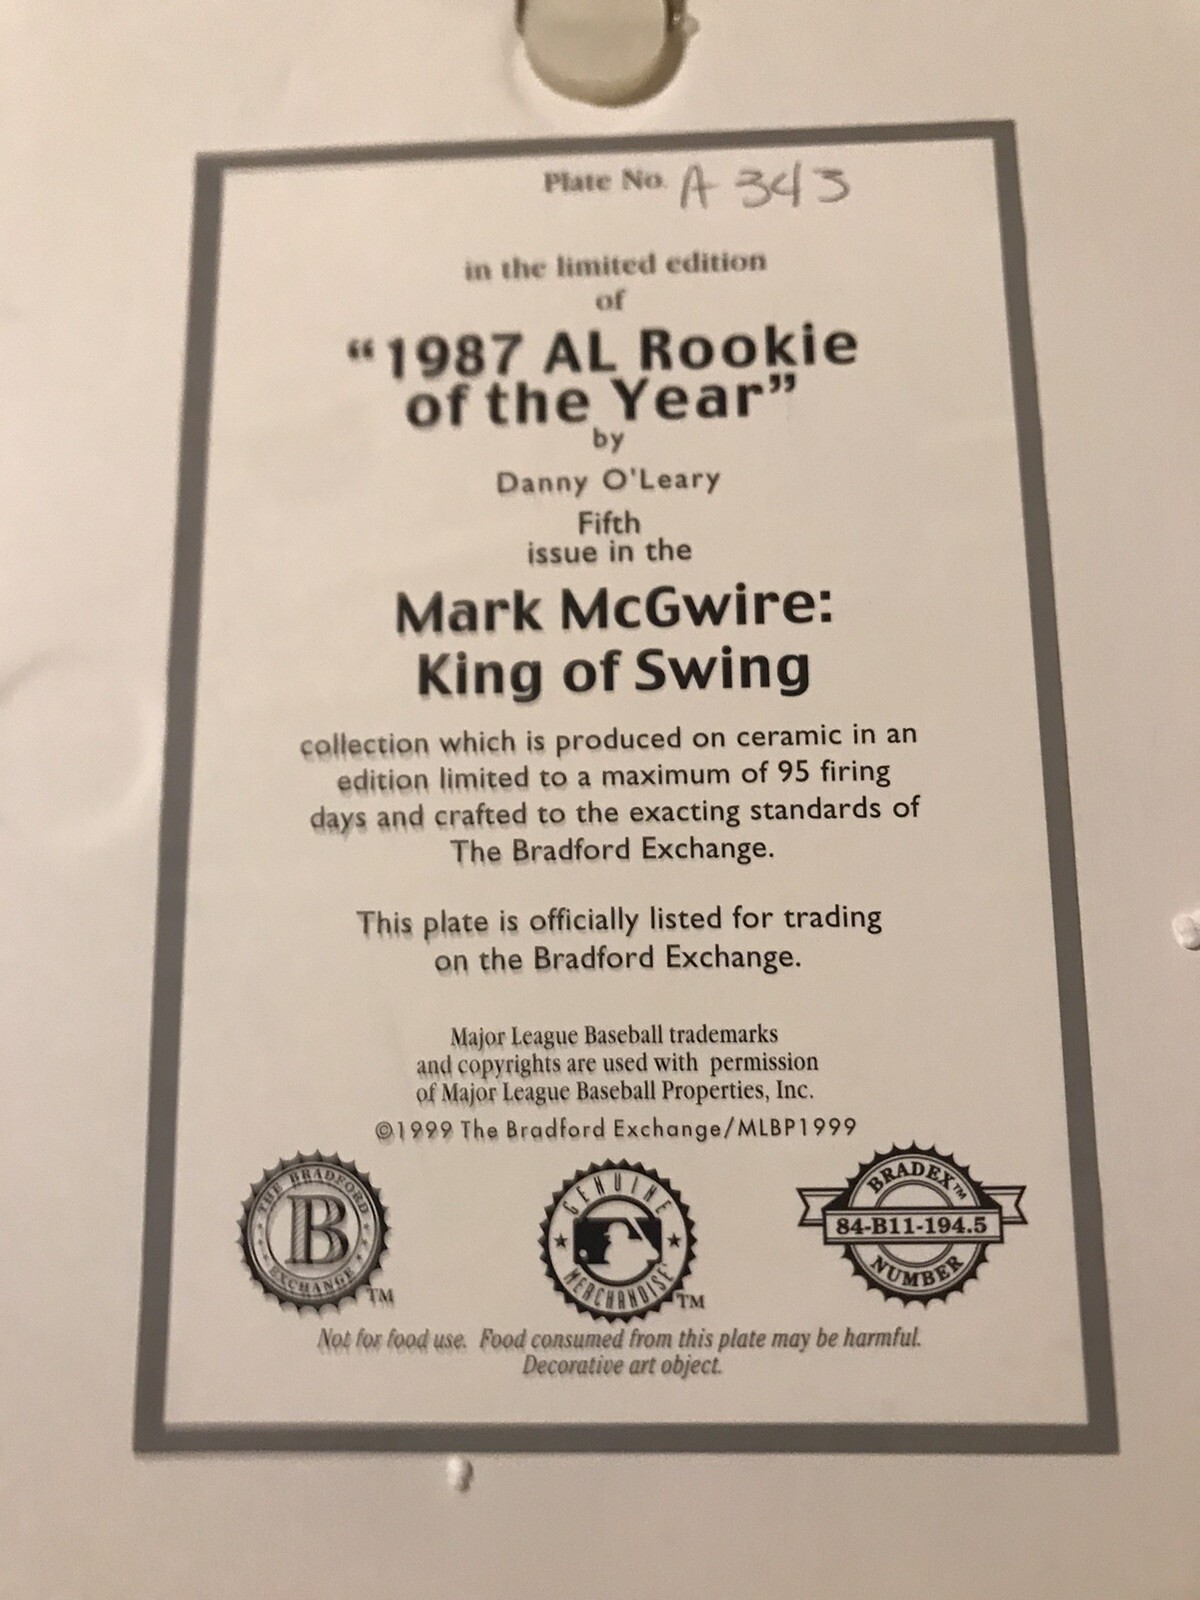 Plate No. A 343
in the limited edition
of
“1987 AL Rookie
of the Year”
by
Danny O'Leary
Fifth
issue in the
Mark McGwire:
King of Swing
collection which is produced on ceramic in an
edition limited to a maximum of 95 firing
days and crafted to the exacting standards of
The Bradford Exchange.
This plate is officially listed for trading
on the Bradford Exchange.
Major League Baseball trademarks
and copyrights are used with permission
of Major League Baseball Properties, Inc.
©1999 The Bradford Exchange/MLBP1999
THE BRADFORD
B
EXCHANGE
TM
GENUINE
MERCHANDISE
TM
BRADEX™
84-B11-194.5
NUMBER
Not for food use. Food consumed from this plate may be harmful.
Decorative art object.